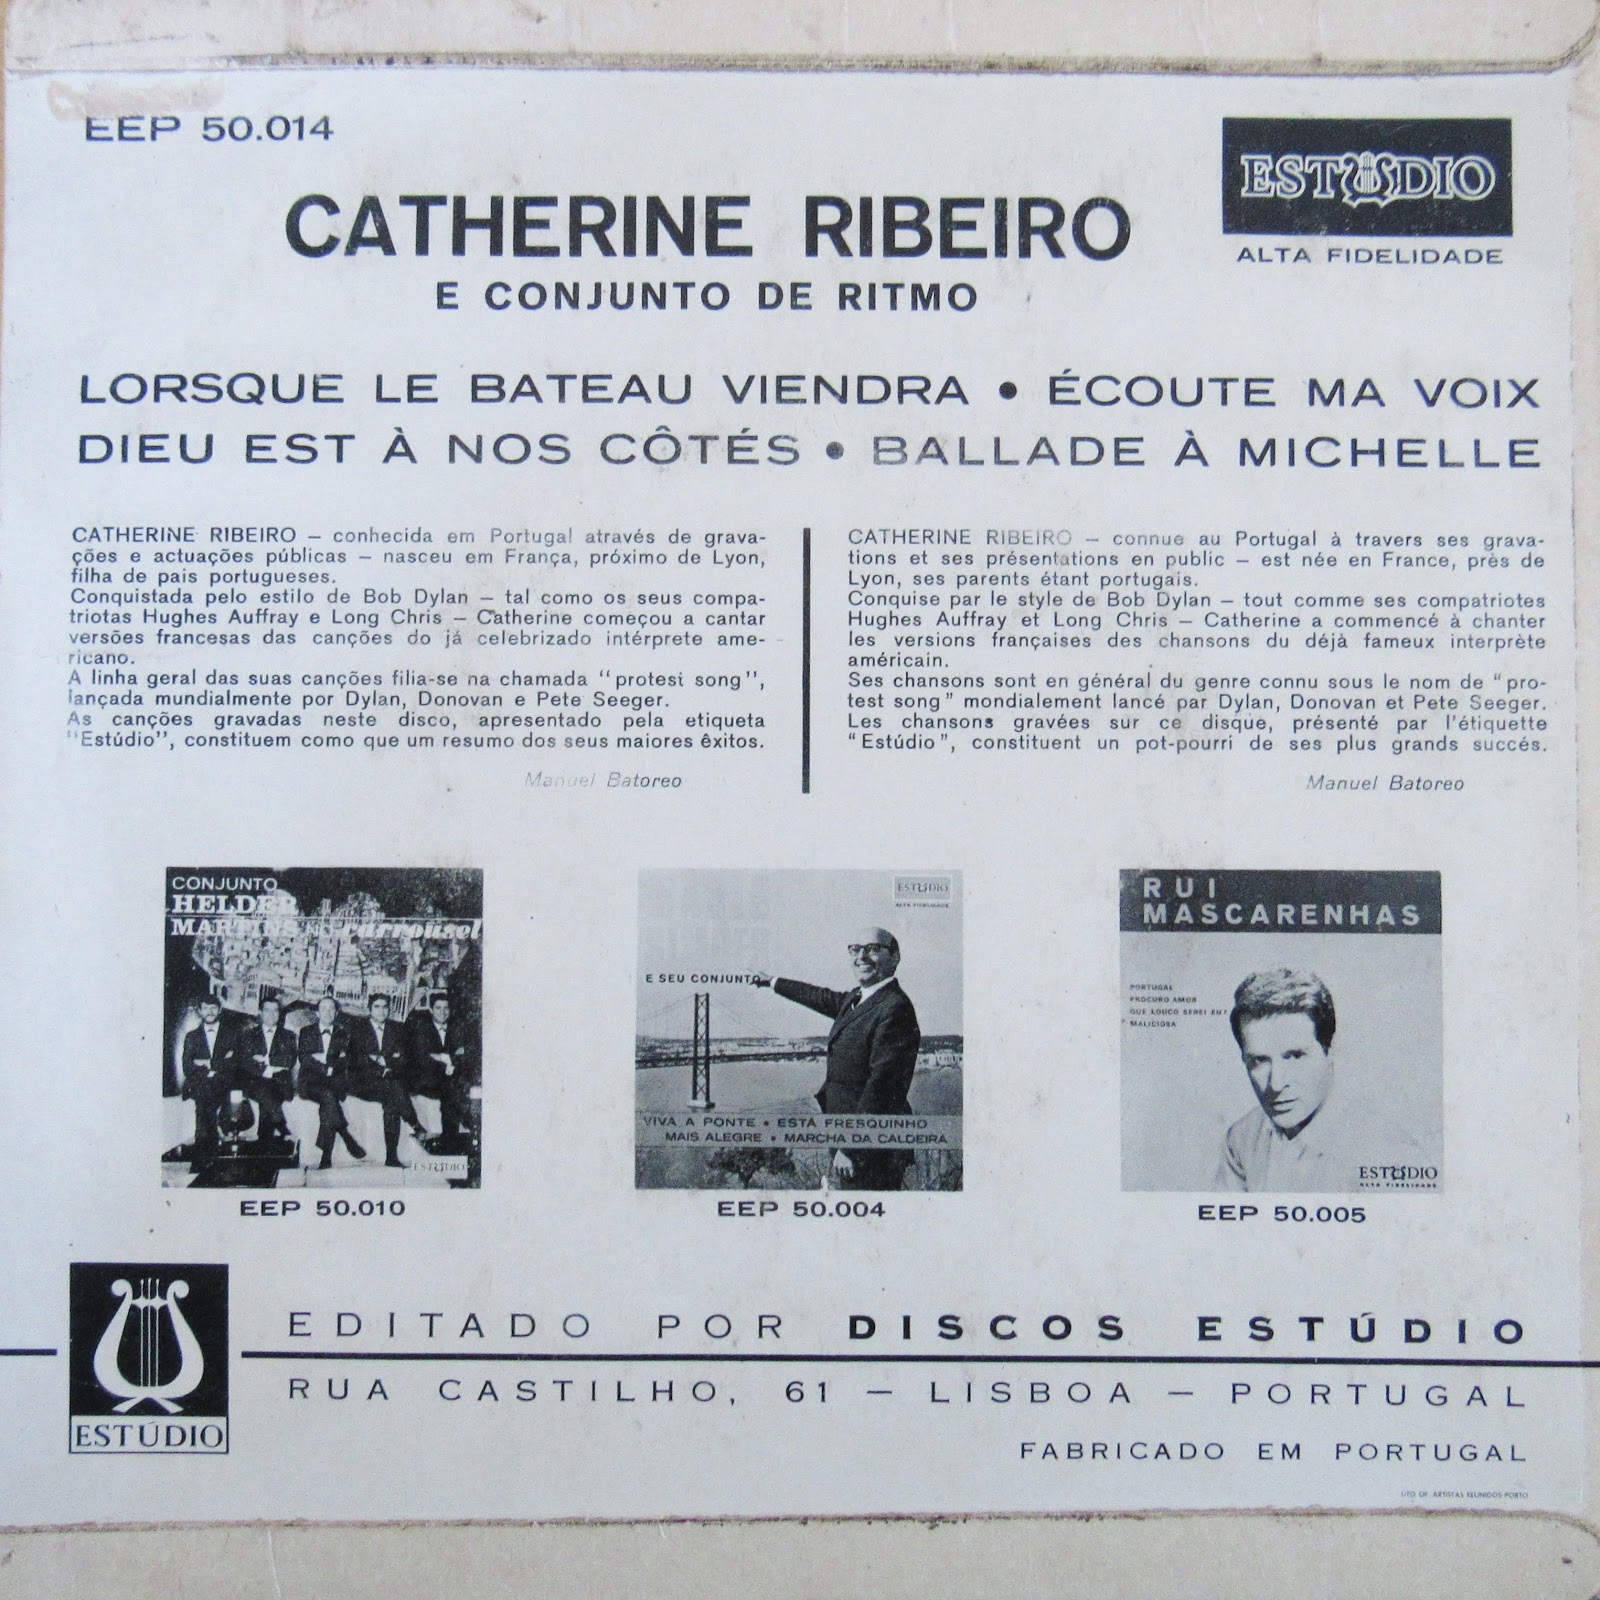 EEP 50.014
ESTÚDIO
ALTA FIDELIDADE
CATHERINE RIBEIRO
E CONJUNTO DE RITMO
LORSQUE LE BATEAU VIENDRA • ÉCOUTE MA VOIX
DIEU EST À NOS CÔTÉS • BALLADE À MICHELLE
CATHERINE RIBEIRO — conhecida em Portugal através de grava-
ções e actuações públicas — nasceu em França, próximo de Lyon,
filha de pais portugueses.
Conquistada pelo estilo de Bob Dylan — tal como os seus compa-
triotas Hughes Auffray e Long Chris — Catherine começou a cantar
versões francesas das canções do já celebrizado intérprete ame-
ricano.
A linha geral das suas canções filia-se na chamada "protest song",
lançada mundialmente por Dylan, Donovan e Pete Seeger.
As canções gravadas neste disco, apresentado pela etiqueta
"Estúdio", constituem como que um resumo dos seus maiores êxitos.
Manuel Batoreo
CATHERINE RIBEIRO — connue au Portugal à travers ses grava-
tions et ses présentations en public — est née en France, près de
Lyon, ses parents étant portugais.
Conquise par le style de Bob Dylan — tout comme ses compatriotes
Hughes Auffray et Long Chris — Catherine a commencé à chanter
les versions françaises des chansons du déjà fameux interprète
américain.
Ses chansons sont en général du genre connu sous le nom de "pro-
test song" mondialement lancé par Dylan, Donovan et Pete Seeger.
Les chansons gravées sur ce disque, présenté par l'étiquette
"Estúdio", constituent un pot-pourri de ses plus grands succés.
Manuel Batoreo
CONJUNTO
HELDER
MARTINS NO carrousel
ESTÚDIO
EEP 50.010
ESTÚDIO
ALTA FIDELIDADE
E SEU CONJUNTO
VIVA A PONTE • ESTÁ FRESQUINHO
MAIS ALEGRE • MARCHA DA CALDEIRA
EEP 50.004
RUI
MASCARENHAS
PORTUGAL
PROCURO AMOR
QUE LOUCO SEREI EU!
MALICIOSA
ESTÚDIO
ALTA FIDELIDADE
EEP 50.005
ESTÚDIO
EDITADO POR DISCOS ESTÚDIO
RUA CASTILHO, 61 — LISBOA — PORTUGAL
FABRICADO EM PORTUGAL
LITO DE ARTISTAS REUNIDOS-PORTO